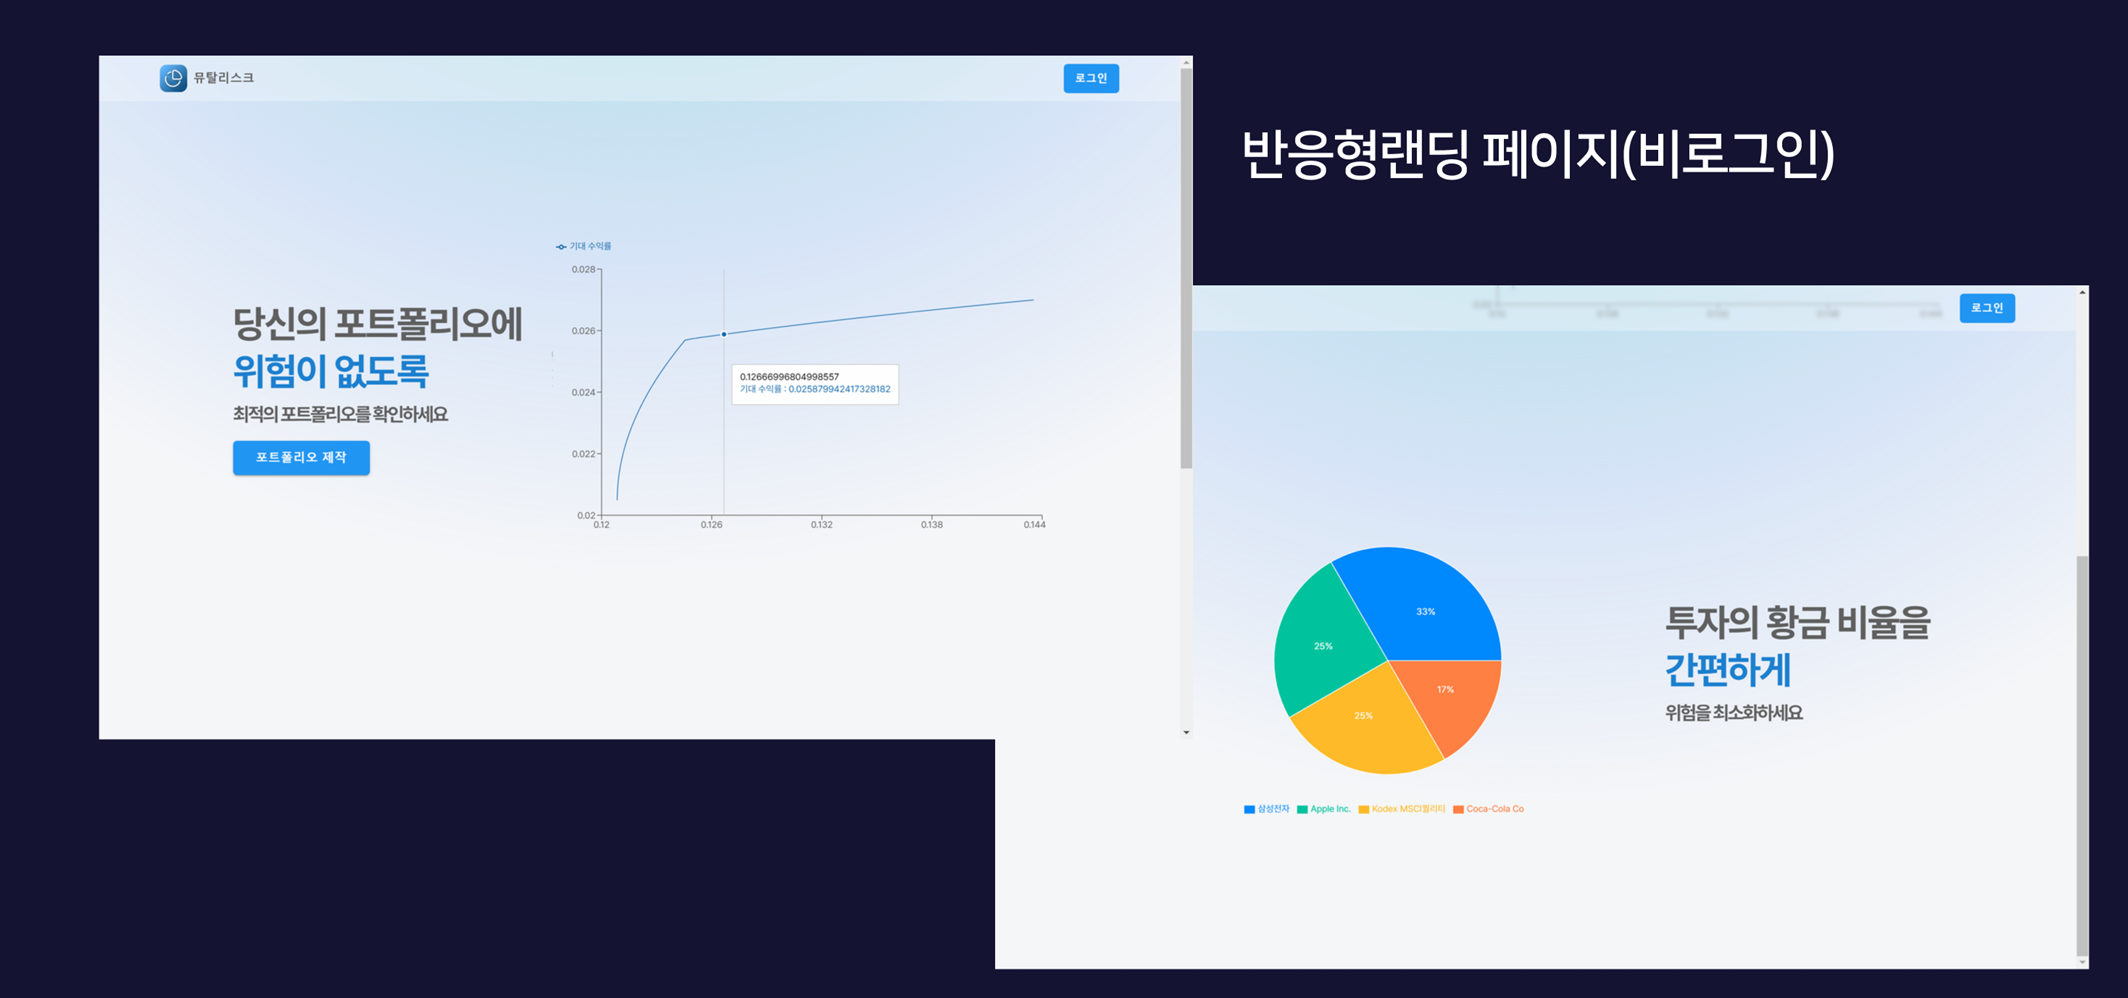 뮤탈리스크
로그인
반응형랜딩 페이지(비로그인)
기대 수익률
0.028
0.026
0.024
0.022
0.02
0.12
0.126
0.132
0.138
0.144
0.12666996804998557
기대 수익률 : 0.025879942417328182
당신의 포트폴리오에
위험이 없도록
최적의 포트폴리오를 확인하세요
포트폴리오 제작
로그인
33%
25%
25%
17%
삼성전자 Apple Inc. Kodex MSCI퀄리티 Coca-Cola Co
투자의 황금 비율을
간편하게
위험을 최소화하세요